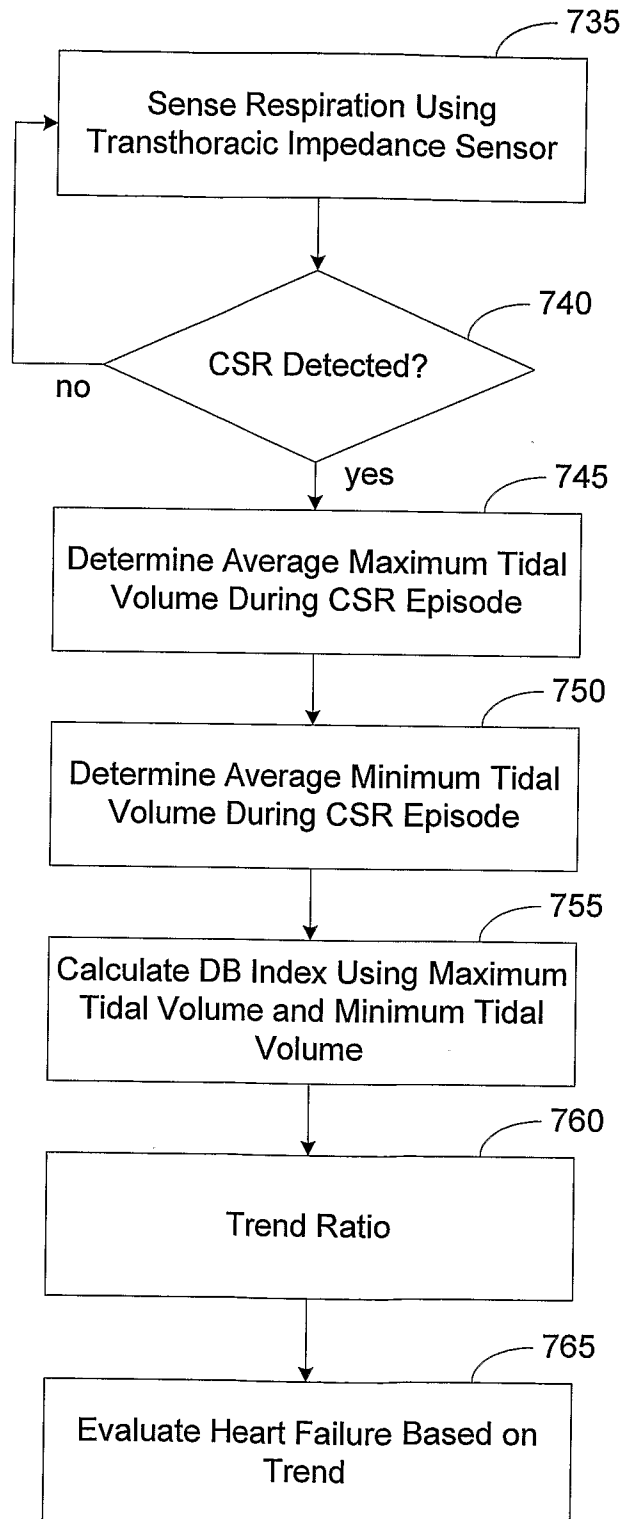 735
Sense Respiration Using
Transthoracic Impedance Sensor
740
CSR Detected?
no
yes
745
Determine Average Maximum Tidal
Volume During CSR Episode
750
Determine Average Minimum Tidal
Volume During CSR Episode
755
Calculate DB Index Using Maximum
Tidal Volume and Minimum Tidal
Volume
760
Trend Ratio
765
Evaluate Heart Failure Based on
Trend